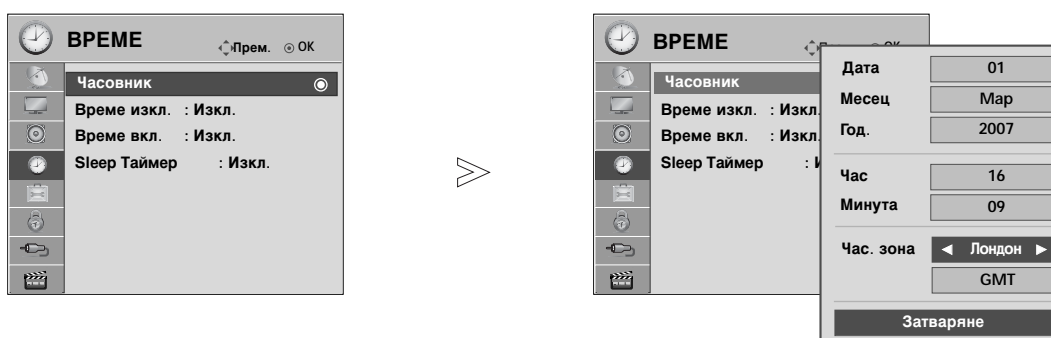 ВРЕМЕ
Прем. OK
Часовник
Време изкл. : Изкл.
Време вкл. : Изкл.
Sleep Таймер : Изкл.
ВРЕМЕ
Часовник
Време изкл. : Изкл.
Време вкл. : Изкл.
Sleep Таймер :
Дата 01
Месец Мар
Год. 2007
Час 16
Минута 09
Час. зона ◄ Лондон ►
GMT
Затваряне